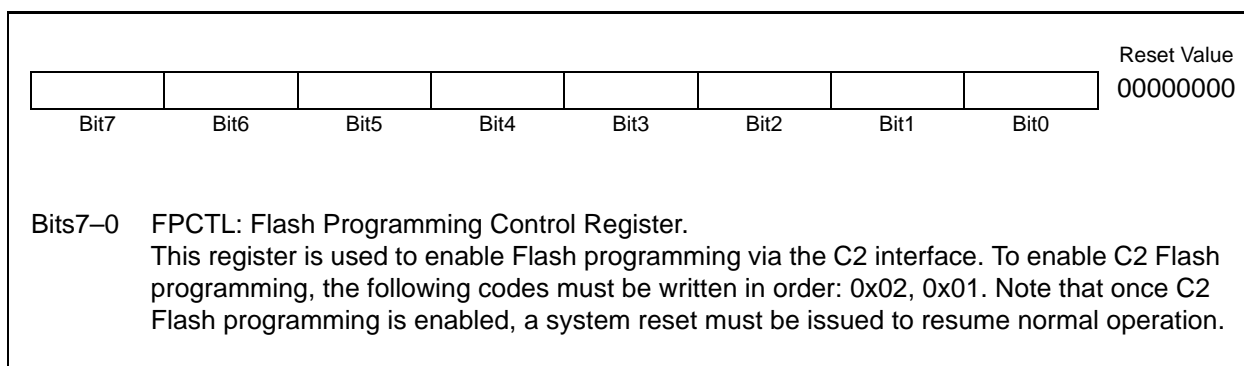 Reset Value
00000000
Bit7 Bit6 Bit5 Bit4 Bit3 Bit2 Bit1 Bit0
Bits7–0 FPCTL: Flash Programming Control Register.
This register is used to enable Flash programming via the C2 interface. To enable C2 Flash
programming, the following codes must be written in order: 0x02, 0x01. Note that once C2
Flash programming is enabled, a system reset must be issued to resume normal operation.